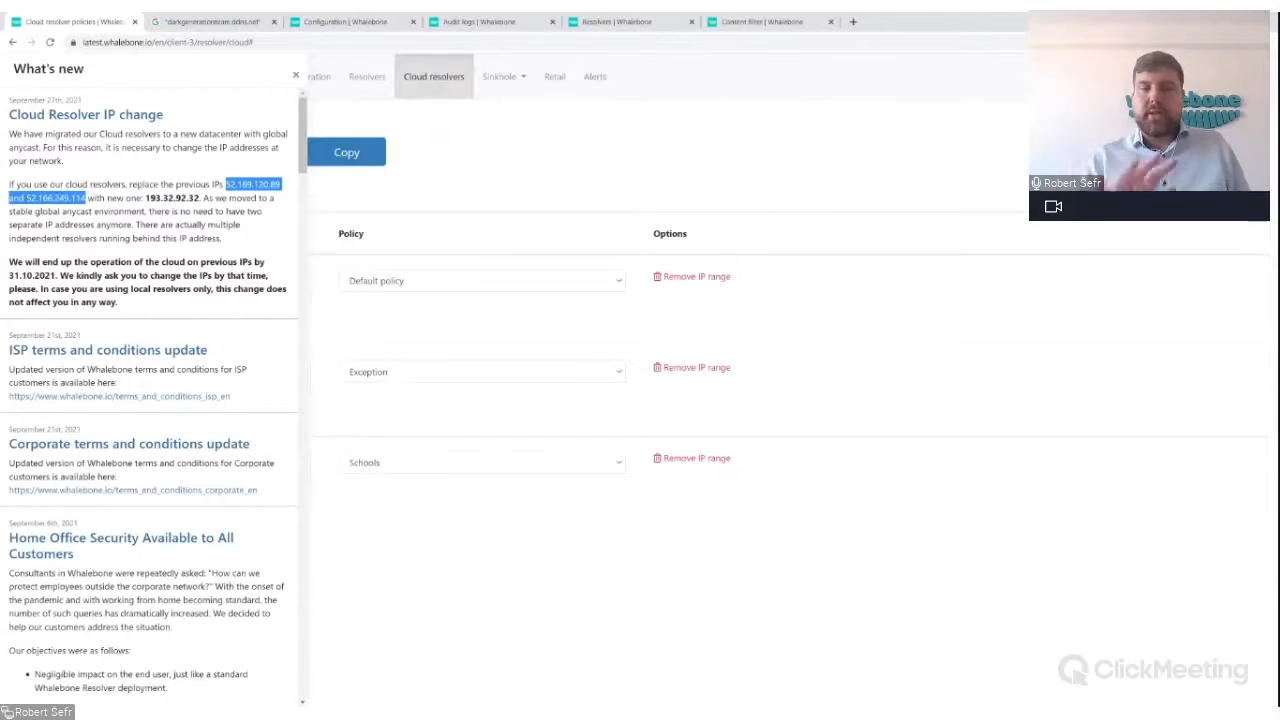 Cloud resolver policies | Whaleb
"darkgenerationteam.ddns.net"
Configuration | Whalebone
Audit logs | Whalebone
Resolvers | Whalebone
Content filter | Whalebone
latest.whalebone.io/en/client-3/resolver/cloud#
What's new
ration
Resolvers
Cloud resolvers
Sinkhole
Retail
Alerts
September 27th, 2021
Cloud Resolver IP change
We have migrated our Cloud resolvers to a new datacenter with global
anycast. For this reason, it is necessary to change the IP addresses at
your network.
If you use our cloud resolvers, replace the previous IPs 52.169.120.89
and 52.166.249.114 with new one: 193.32.92.32. As we moved to a
stable global anycast environment, there is no need to have two
separate IP addresses anymore. There are actually multiple
independent resolvers running behind this IP address.
We will end up the operation of the cloud on previous IPs by
31.10.2021. We kindly ask you to change the IPs by that time,
please. In case you are using local resolvers only, this change does
not affect you in any way.
September 21st, 2021
ISP terms and conditions update
Updated version of Whalebone terms and conditions for ISP
customers is available here:
https://www.whalebone.io/terms_and_conditions_isp_en
September 21st, 2021
Corporate terms and conditions update
Updated version of Whalebone terms and conditions for Corporate
customers is available here:
https://www.whalebone.io/terms_and_conditions_corporate_en
September 6th, 2021
Home Office Security Available to All
Customers
Consultants in Whalebone were repeatedly asked: "How can we
protect employees outside the corporate network?" With the onset of
the pandemic and with working from home becoming standard, the
number of such queries has dramatically increased. We decided to
help our customers address the situation.
Our objectives were as follows:
• Negligible impact on the end user, just like a standard
Whalebone Resolver deployment.
Copy
Policy
Options
Default policy
Remove IP range
Exception
Remove IP range
Schools
Remove IP range
Robert Šefr
ClickMeeting
Robert Šefr